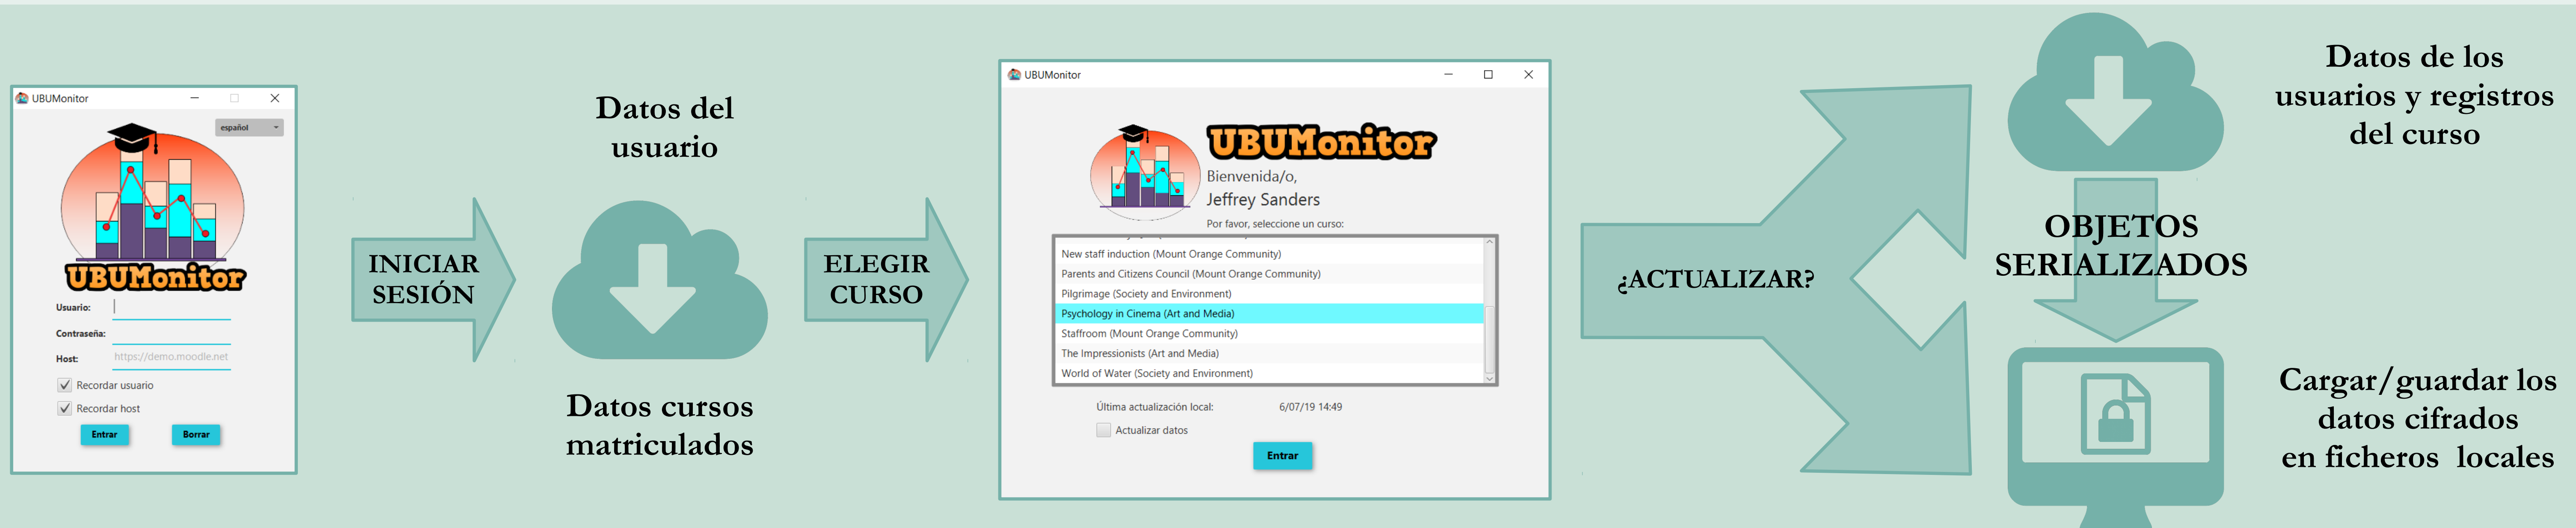 UBUMonitor
español
UBUMonitor
Usuario:
Contraseña:
Host:
https://demo.moodle.net
Recordar usuario
Recordar host
Entrar
Borrar
INICIAR
SESIÓN
Datos del
usuario
Datos cursos
matriculados
ELEGIR
CURSO
UBUMonitor
UBUMonitor
Bienvenida/o,
Jeffrey Sanders
Por favor, seleccione un curso:
New staff induction (Mount Orange Community)
Parents and Citizens Council (Mount Orange Community)
Pilgrimage (Society and Environment)
Psychology in Cinema (Art and Media)
Staffroom (Mount Orange Community)
The Impressionists (Art and Media)
World of Water (Society and Environment)
Última actualización local: 6/07/19 14:49
Actualizar datos
Entrar
¿ACTUALIZAR?
Datos de los
usuarios y registros
del curso
OBJETOS
SERIALIZADOS
Cargar/guardar los
datos cifrados
en ficheros locales